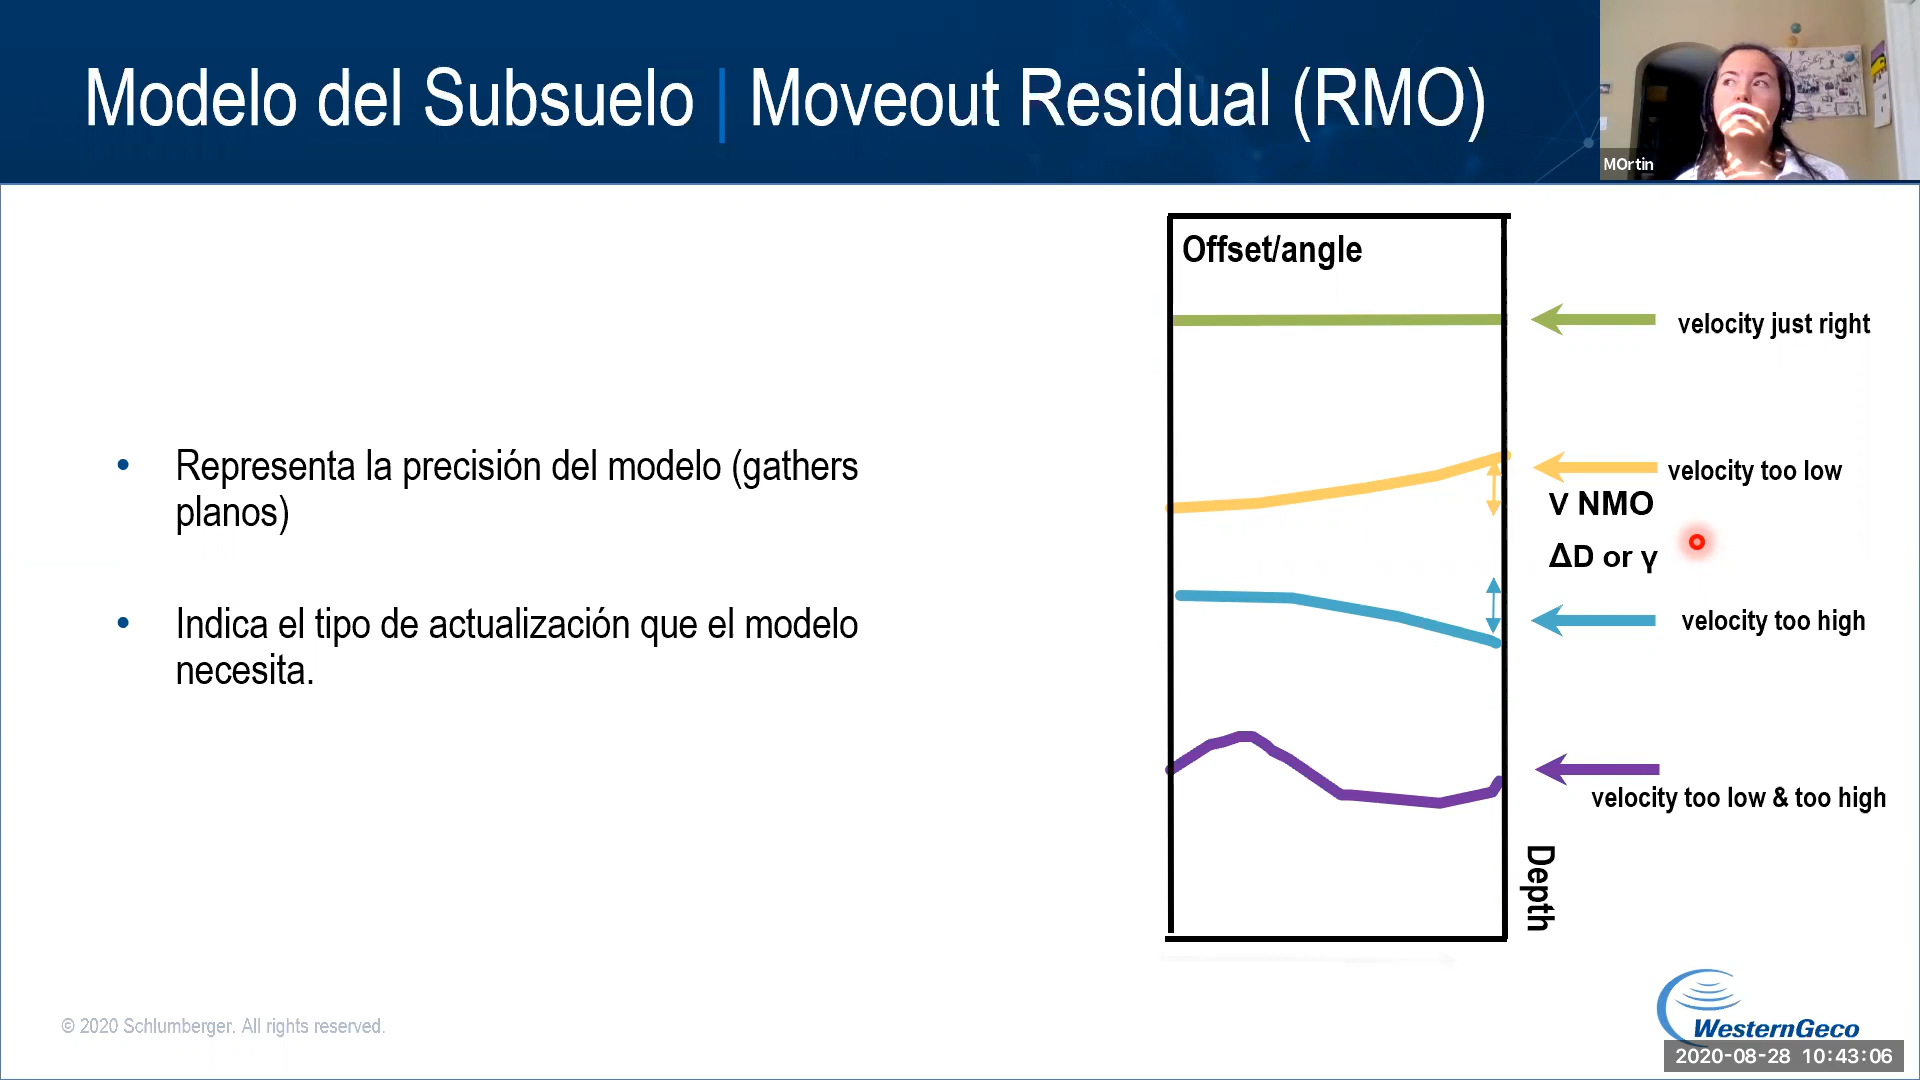 Modelo del Subsuelo | Moveout Residual (RMO)
MOrtin
Offset/angle
velocity just right
Representa la precisión del modelo (gathers
planos)
velocity too low
V NMO
ΔD or γ
Indica el tipo de actualización que el modelo
necesita.
velocity too high
velocity too low & too high
Depth
© 2020 Schlumberger. All rights reserved.
WesternGeco
2020-08-28 10:43:06